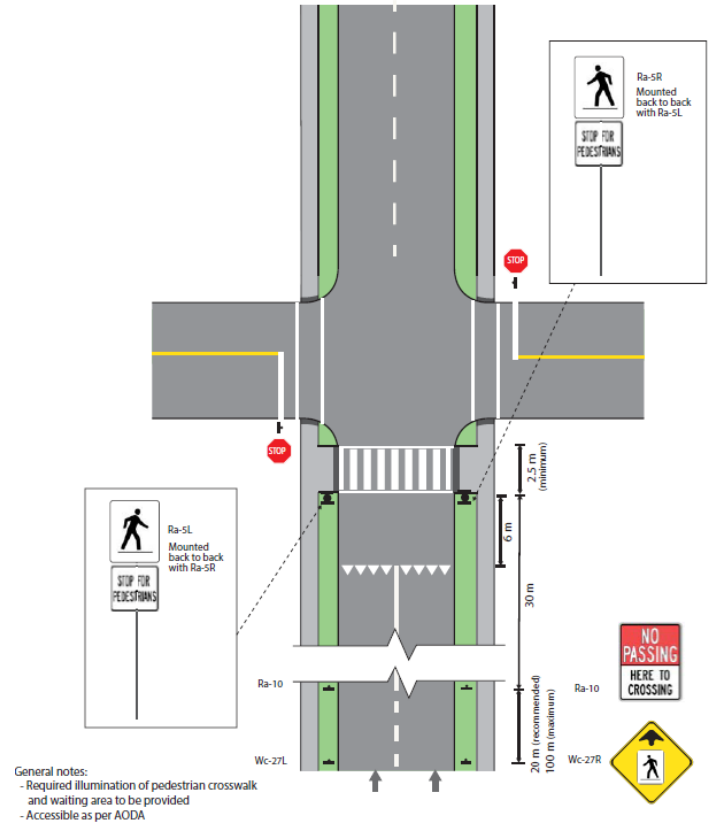 Ra-5R
Mounted
back to back
with Ra-5L
STOP FOR
PEDESTRIANS
STOP
STOP
2.5 m
(minimum)
6 m
30 m
Ra-5L
Mounted
back to back
with Ra-5R
STOP FOR
PEDESTRIANS
Ra-10
Ra-10
NO
PASSING
HERE TO
CROSSING
20 m (recommended)
100 m (maximum)
Wc-27L
Wc-27R
General notes:
- Required illumination of pedestrian crosswalk
and waiting area to be provided
- Accessible as per AODA